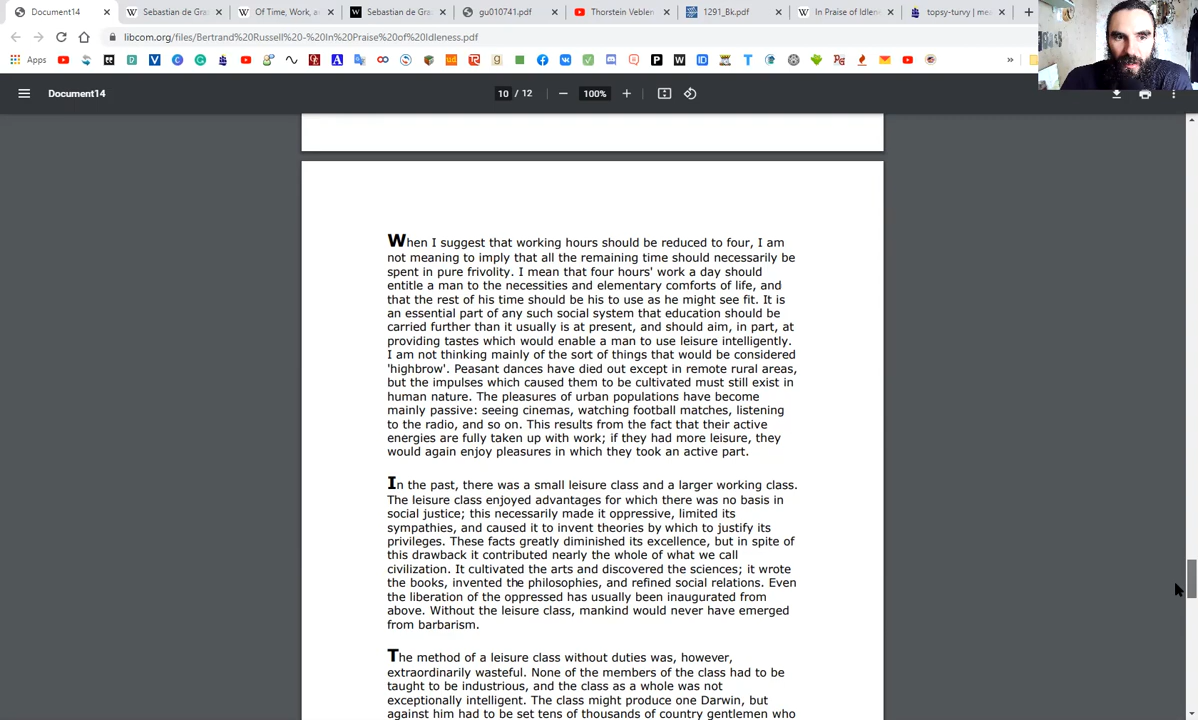 Document14
Sebastian de Gra
Of Time, Work, a
Sebastian de Gra
gu010741.pdf
Thorstein Veblen
1291_Bk.pdf
In Praise of Idlen
topsy-turvy | mea
libcom.org/files/Bertrand%20Russell%20-%20In%20Praise%20of%20Idleness.pdf
Apps
Document14
10 / 12
100%
When I suggest that working hours should be reduced to four, I am
not meaning to imply that all the remaining time should necessarily be
spent in pure frivolity. I mean that four hours' work a day should
entitle a man to the necessities and elementary comforts of life, and
that the rest of his time should be his to use as he might see fit. It is
an essential part of any such social system that education should be
carried further than it usually is at present, and should aim, in part, at
providing tastes which would enable a man to use leisure intelligently.
I am not thinking mainly of the sort of things that would be considered
'highbrow'. Peasant dances have died out except in remote rural areas,
but the impulses which caused them to be cultivated must still exist in
human nature. The pleasures of urban populations have become
mainly passive: seeing cinemas, watching football matches, listening
to the radio, and so on. This results from the fact that their active
energies are fully taken up with work; if they had more leisure, they
would again enjoy pleasures in which they took an active part.
In the past, there was a small leisure class and a larger working class.
The leisure class enjoyed advantages for which there was no basis in
social justice; this necessarily made it oppressive, limited its
sympathies, and caused it to invent theories by which to justify its
privileges. These facts greatly diminished its excellence, but in spite of
this drawback it contributed nearly the whole of what we call
civilization. It cultivated the arts and discovered the sciences; it wrote
the books, invented the philosophies, and refined social relations. Even
the liberation of the oppressed has usually been inaugurated from
above. Without the leisure class, mankind would never have emerged
from barbarism.
The method of a leisure class without duties was, however,
extraordinarily wasteful. None of the members of the class had to be
taught to be industrious, and the class as a whole was not
exceptionally intelligent. The class might produce one Darwin, but
against him had to be set tens of thousands of country gentlemen who